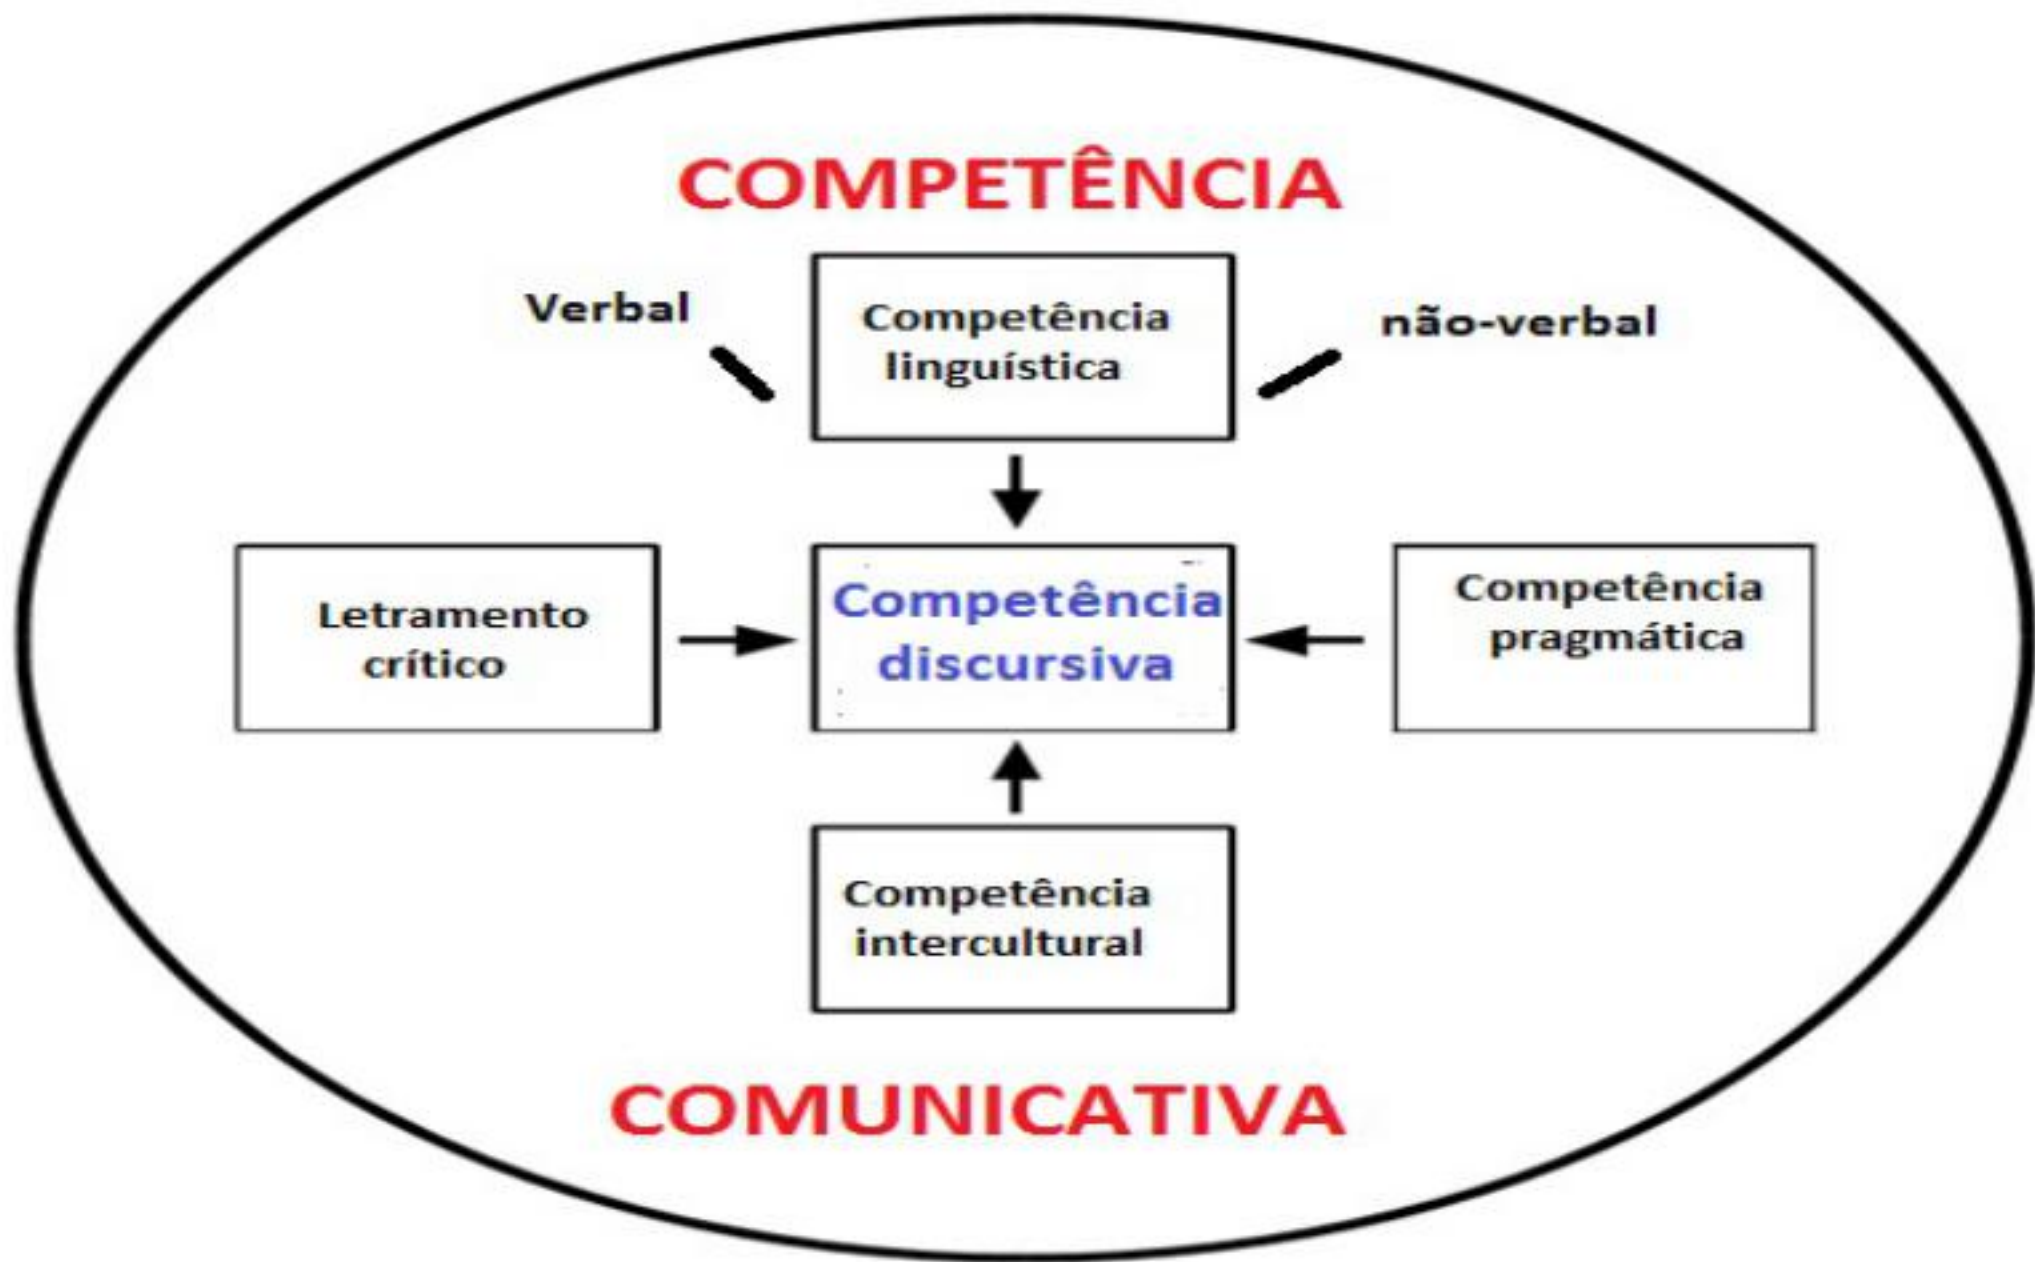 COMPETÊNCIA
Verbal
Competência
linguística
não-verbal
Letramento
crítico
Competência
discursiva
Competência
pragmática
Competência
intercultural
COMUNICATIVA